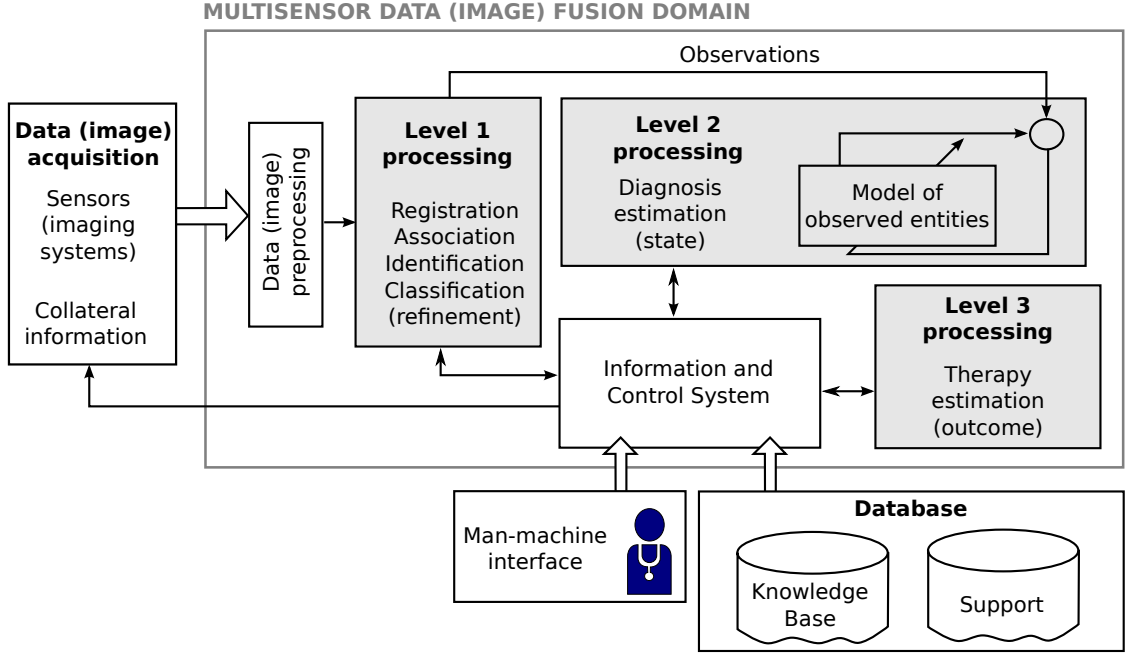 MULTISENSOR DATA (IMAGE) FUSION DOMAIN
Data (image)
acquisition
Sensors
(imaging
systems)
Collateral
information
Data (image)
preprocessing
Level 1
processing
Registration
Association
Identification
Classification
(refinement)
Observations
Level 2
processing
Diagnosis
estimation
(state)
Model of
observed entities
Level 3
processing
Therapy
estimation
(outcome)
Information and
Control System
Man-machine
interface
Database
Knowledge
Base
Support